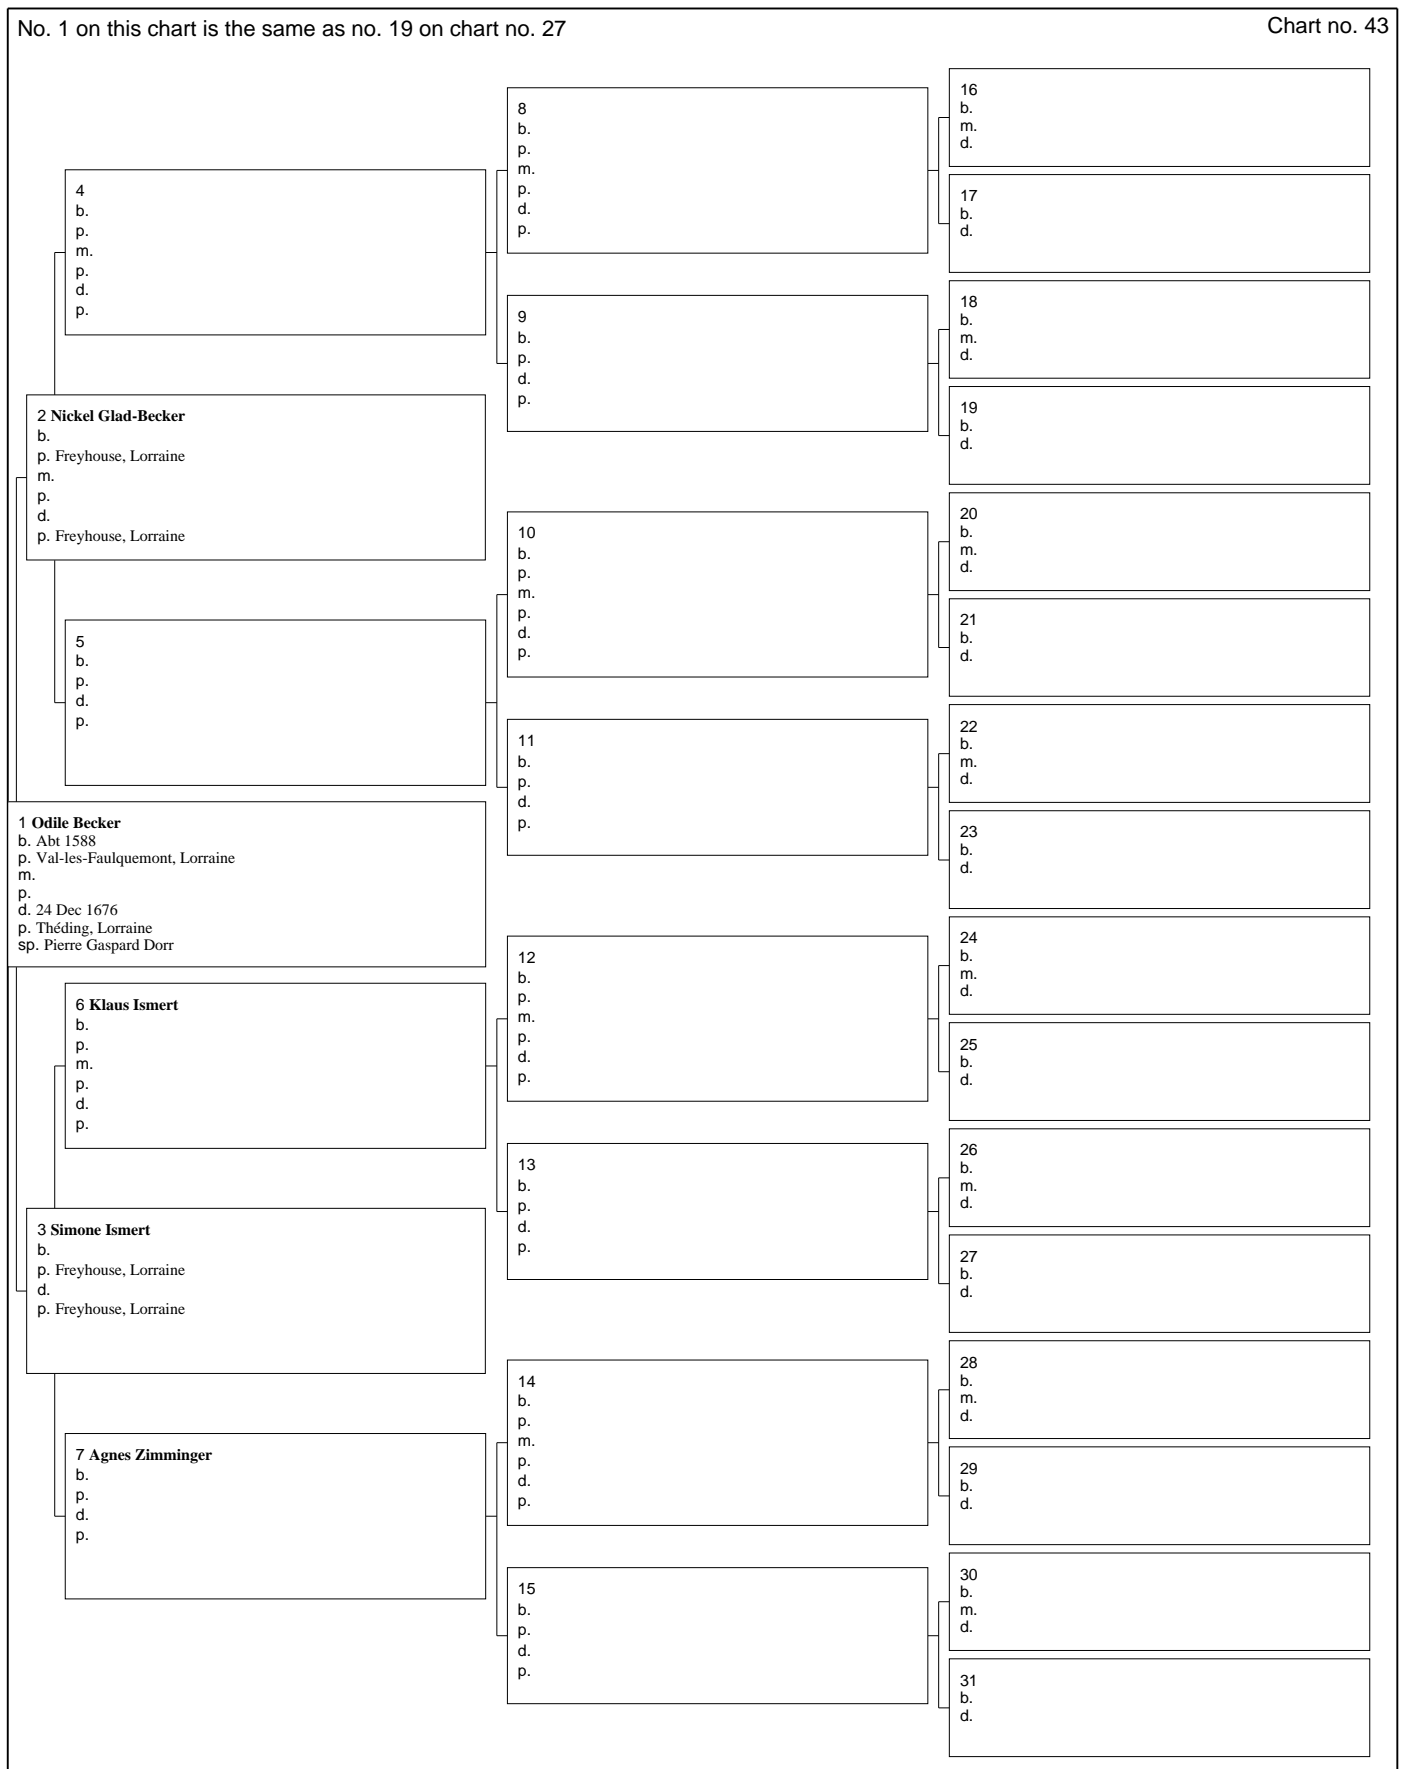 No. 1 on this chart is the same as no. 19 on chart no. 27
Chart no. 43
4
b.
p.
m.
p.
d.
p.
2 Nickel Glad-Becker
b.
p. Freyhouse, Lorraine
m.
p.
d.
p. Freyhouse, Lorraine
5
b.
p.
d.
p.
1 Odile Becker
b. Abt 1588
p. Val-les-Faulquemont, Lorraine
m.
p.
d. 24 Dec 1676
p. Théding, Lorraine
sp. Pierre Gaspard Dorr
6 Klaus Ismert
b.
p.
m.
p.
d.
p.
3 Simone Ismert
b.
p. Freyhouse, Lorraine
d.
p. Freyhouse, Lorraine
7 Agnes Zimminger
b.
p.
d.
p.
8
b.
p.
m.
p.
d.
p.
9
b.
p.
d.
p.
10
b.
p.
m.
p.
d.
p.
11
b.
p.
d.
p.
12
b.
p.
m.
p.
d.
p.
13
b.
p.
d.
p.
14
b.
p.
m.
p.
d.
p.
15
b.
p.
d.
p.
16
b.
m.
d.
17
b.
d.
18
b.
m.
d.
19
b.
d.
20
b.
m.
d.
21
b.
d.
22
b.
m.
d.
23
b.
d.
24
b.
m.
d.
25
b.
d.
26
b.
m.
d.
27
b.
d.
28
b.
m.
d.
29
b.
d.
30
b.
m.
d.
31
b.
d.